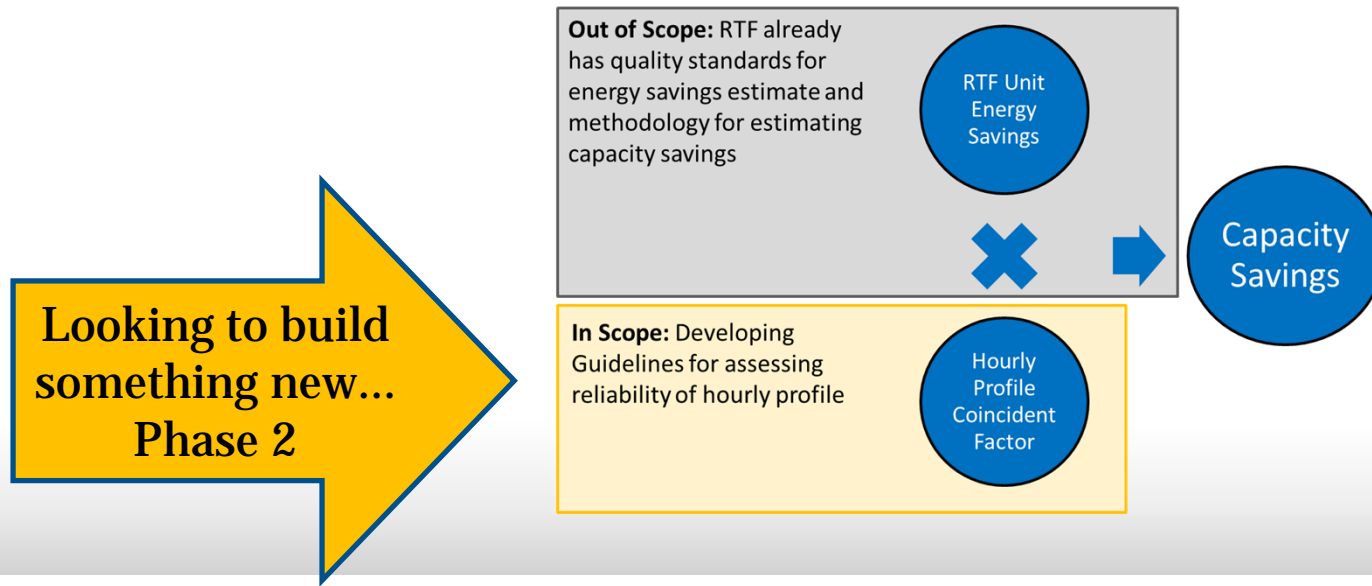 Out of Scope: RTF already
has quality standards for
energy savings estimate and
methodology for estimating
capacity savings
RTF Unit
Energy
Savings
Capacity
Savings
Looking to build
something new...
Phase 2
In Scope: Developing
Guidelines for assessing
reliability of hourly profile
Hourly
Profile
Coincident
Factor